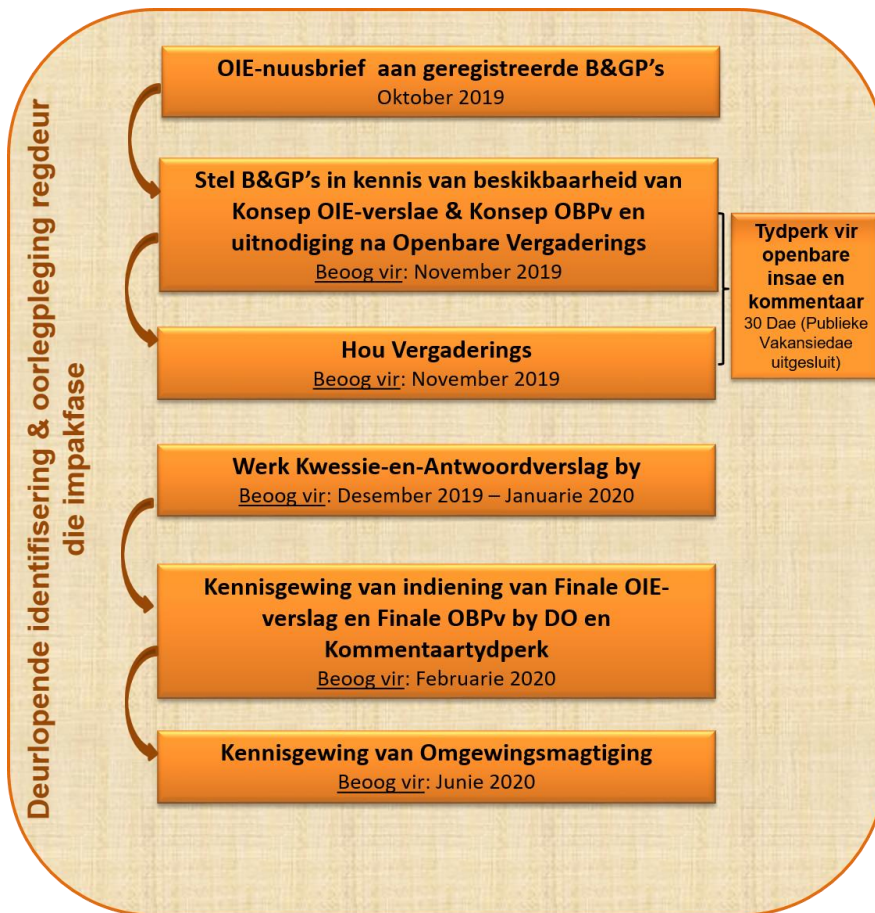 Deurlopende identifisering & oorlegpleging regdeur
die impakfase
OIE-nuusbrief aan geregistreerde B&GP's
Oktober 2019
Stel B&GP's in kennis van beskikbaarheid van
Konsep OIE-verslae & Konsep OBPv en
uitnodiging na Openbare Vergaderings
Beoog vir: November 2019
Tydperk vir
openbare
insae en
kommentaar
30 Dae (Publieke
Vakansiedae
uitgesluit)
Hou Vergaderings
Beoog vir: November 2019
Werk Kwessie-en-Antwoordverslag by
Beoog vir: Desember 2019 – Januarie 2020
Kennisgewing van indiening van Finale OIE-
verslag en Finale OBPv by DO en
Kommentaartydperk
Beoog vir: Februarie 2020
Kennisgewing van Omgewingsmagtiging
Beoog vir: Junie 2020